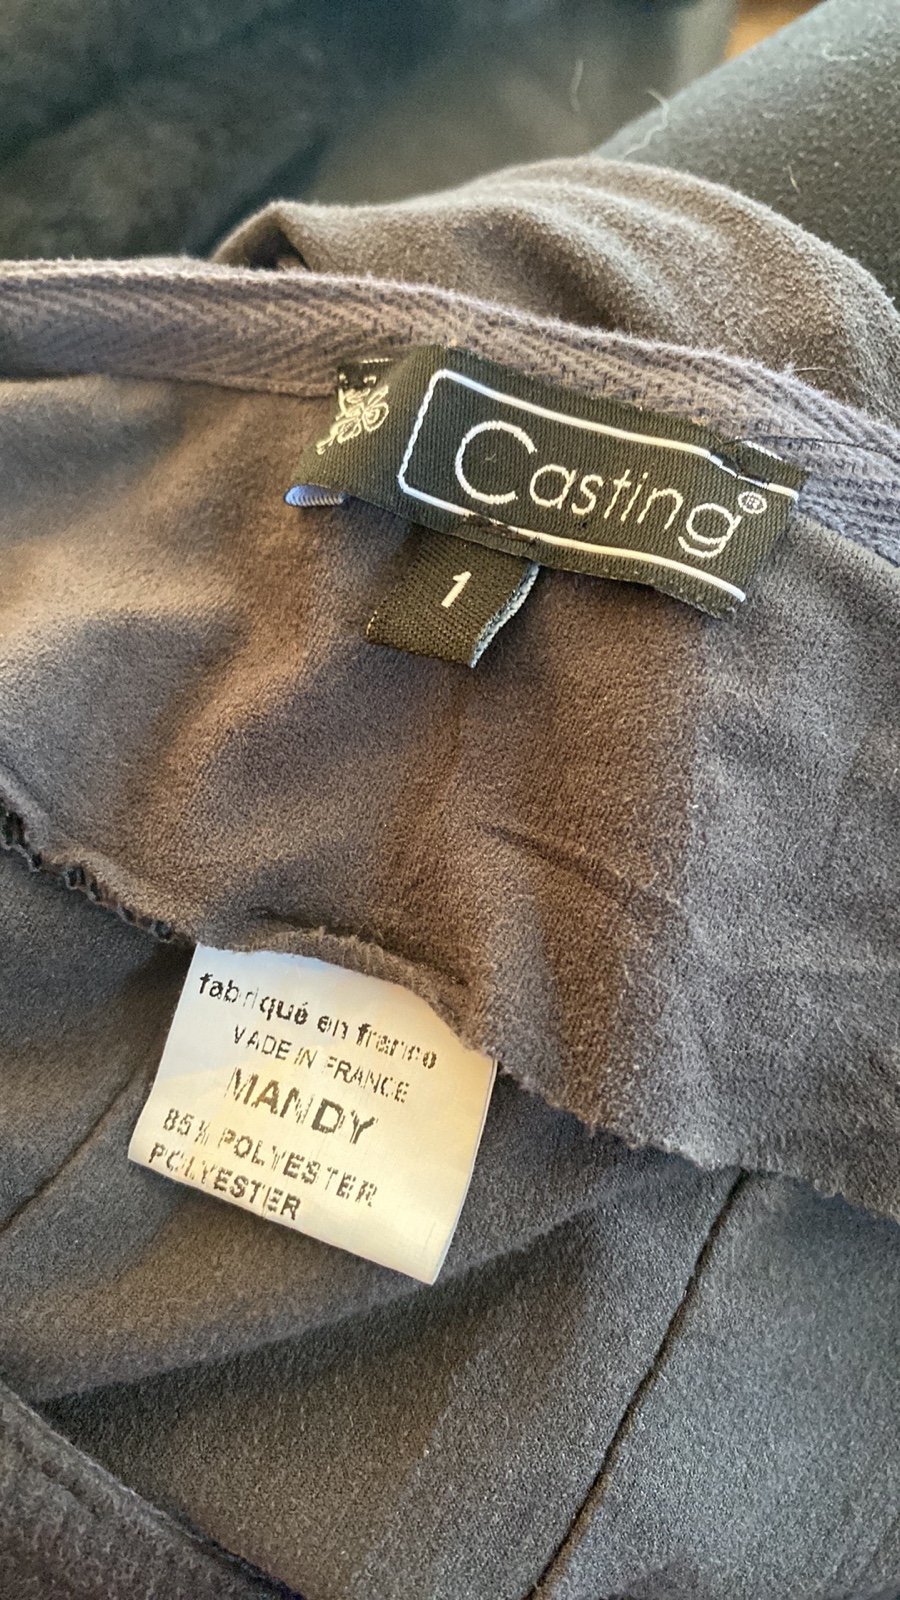 Casting®
1
fabriqué en france
MADE IN FRANCE
MANDY
85% POLYESTER
POLYESTER